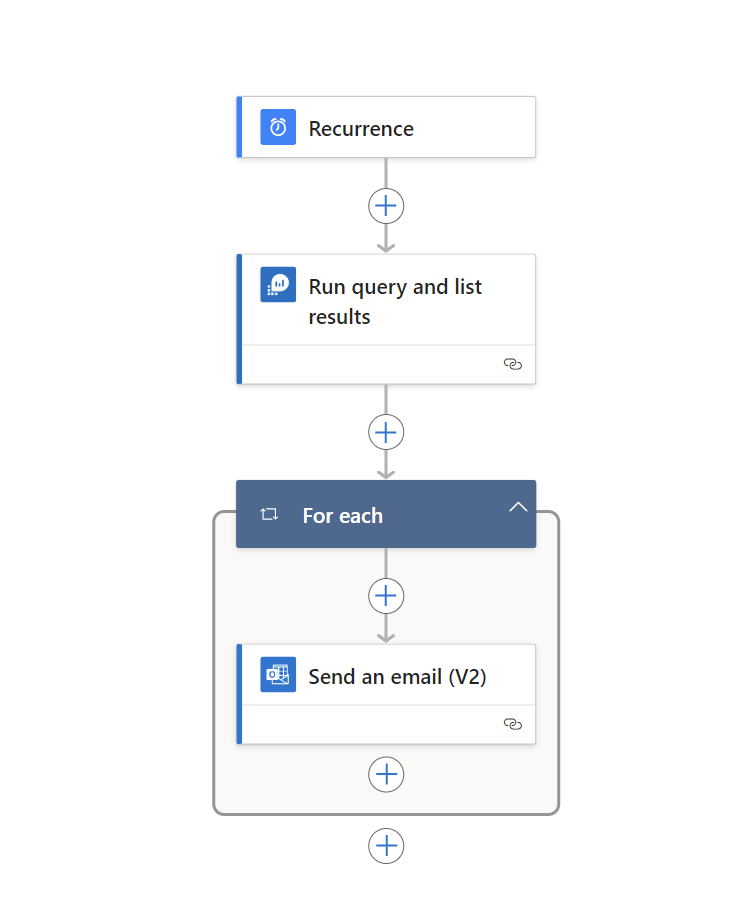 Recurrence
Run query and list
results
For each
Send an email (V2)